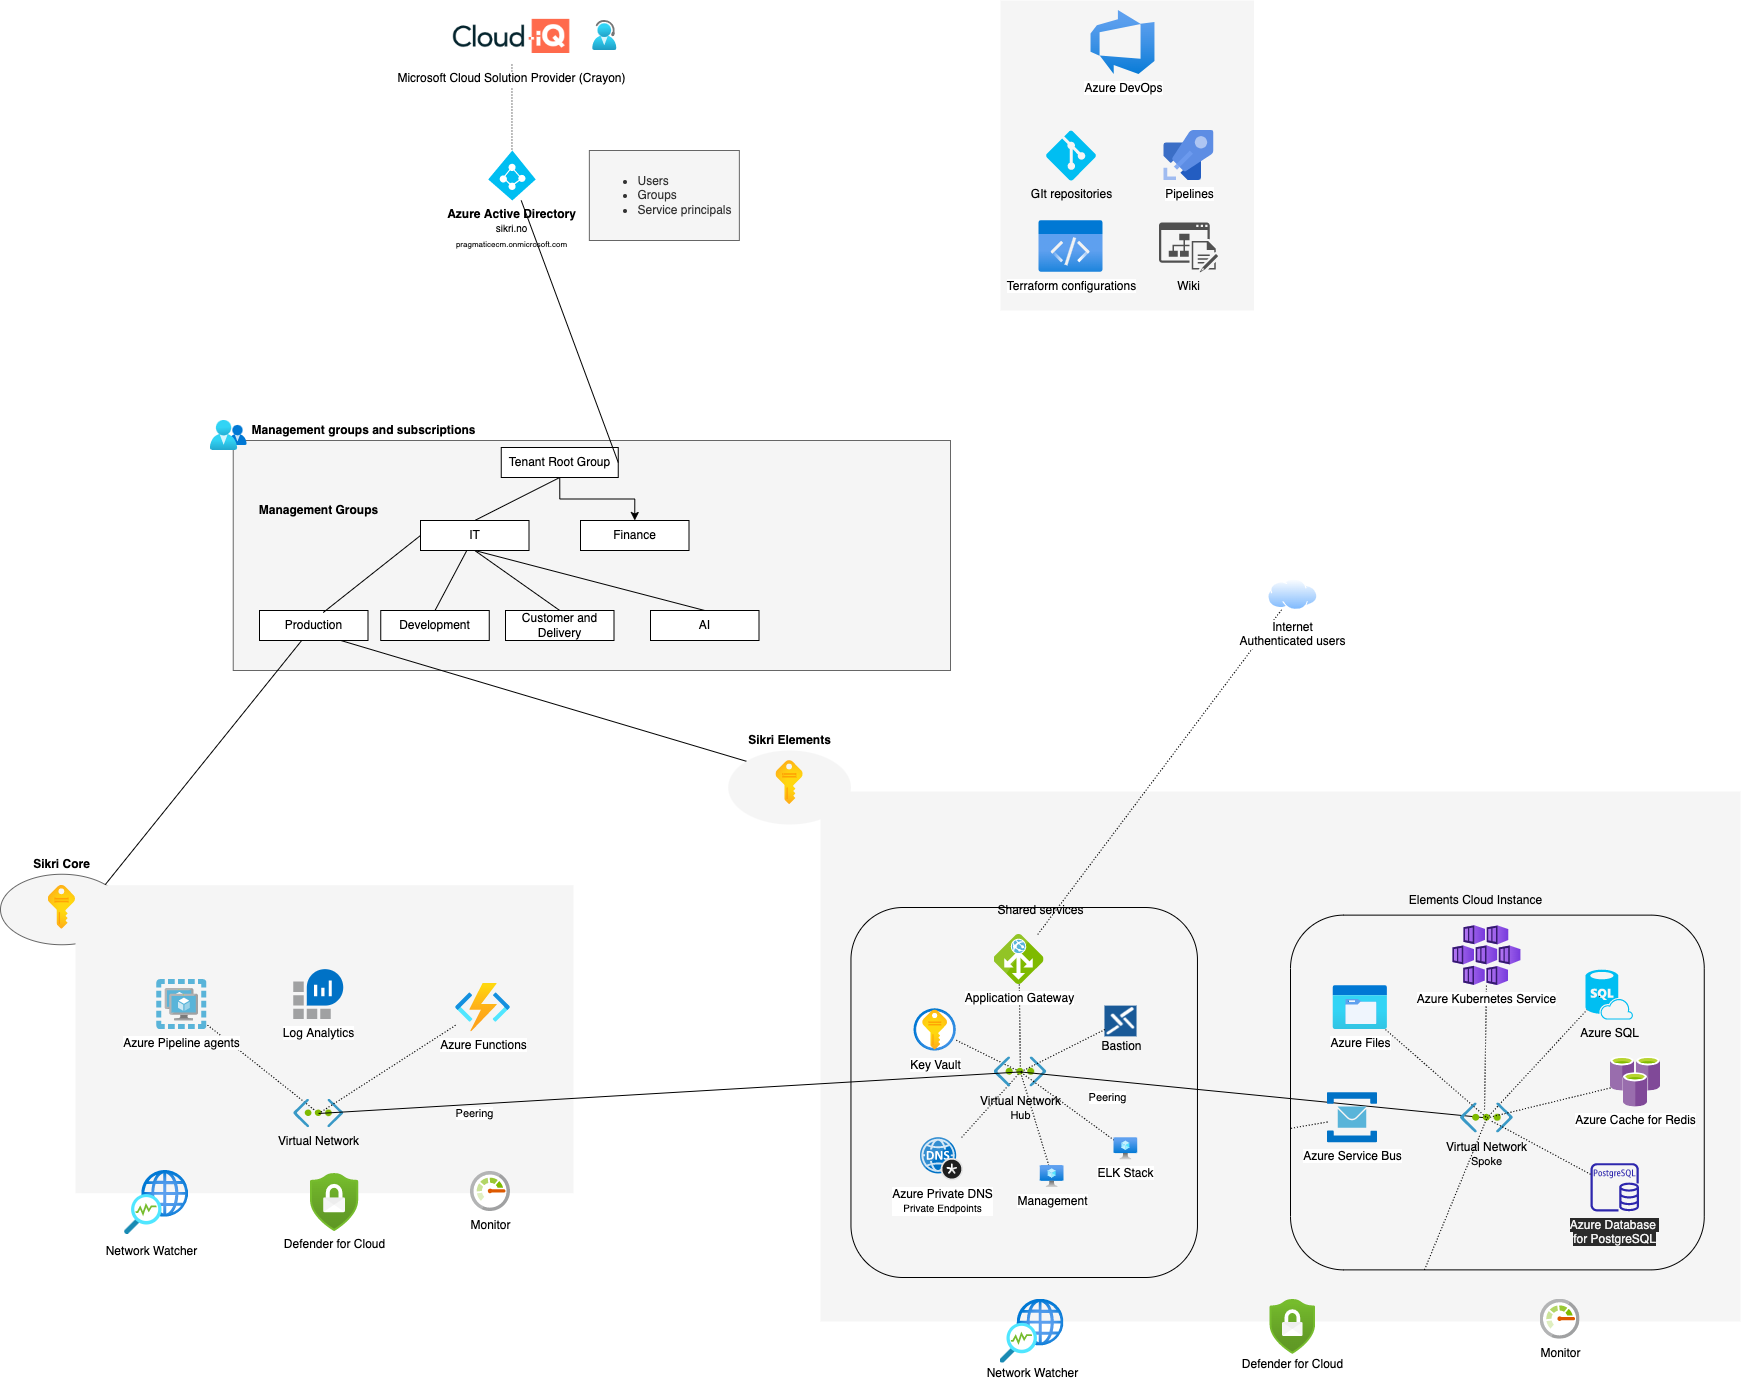 Cloud-iQ
Microsoft Cloud Solution Provider (Crayon)
Azure Active Directory
sikri.no
pragmaticecm.onmicrosoft.com
Users
Groups
Service principals
Azure DevOps
GIt repositories
Pipelines
Terraform configurations
Wiki
Management groups and subscriptions
Tenant Root Group
Management Groups
IT
Finance
Production
Development
Customer and
Delivery
AI
Internet
Authenticated users
Sikri Elements
Sikri Core
Azure Pipeline agents
Log Analytics
Azure Functions
Virtual Network
Peering
Network Watcher
Defender for Cloud
Monitor
Shared services
Application Gateway
Key Vault
Bastion
Virtual Network
Hub
Peering
Azure Private DNS
Private Endpoints
DNS
Management
ELK Stack
Elements Cloud Instance
Azure Kubernetes Service
Azure Files
SQL
Azure SQL
Azure Cache for Redis
Azure Service Bus
Virtual Network
Spoke
PostgreSQL
Azure Database
for PostgreSQL
Network Watcher
Defender for Cloud
Monitor